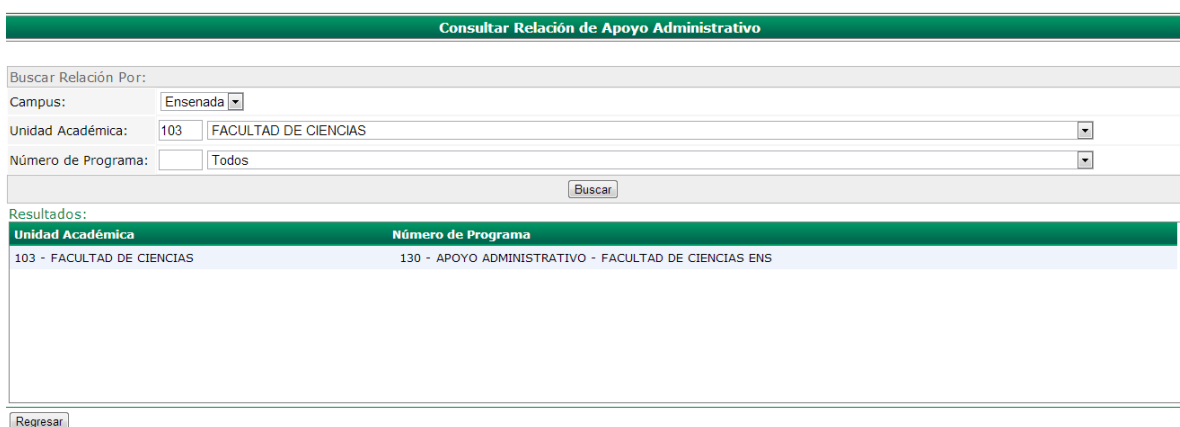 Consultar Relación de Apoyo Administrativo
Buscar Relación Por:
Campus: Ensenada
Unidad Académica: 103 FACULTAD DE CIENCIAS
Número de Programa: Todos
Buscar
Resultados:
Unidad Académica Número de Programa
103 - FACULTAD DE CIENCIAS 130 - APOYO ADMINISTRATIVO - FACULTAD DE CIENCIAS ENS
Regresar